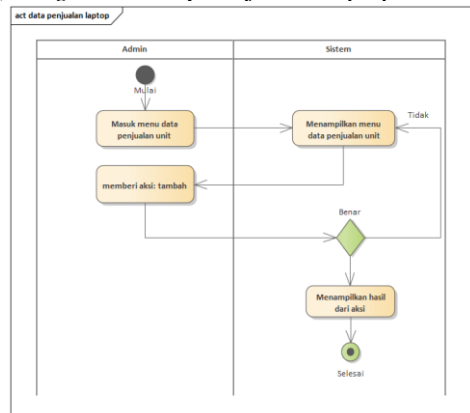 act data penjualan laptop
Admin
Sistem
Mulai
Masuk menu data
penjualan unit
Menampilkan menu
data penjualan unit
Tidak
memberi aksi: tambah
Benar
Menampilkan hasil
dari aksi
Selesai